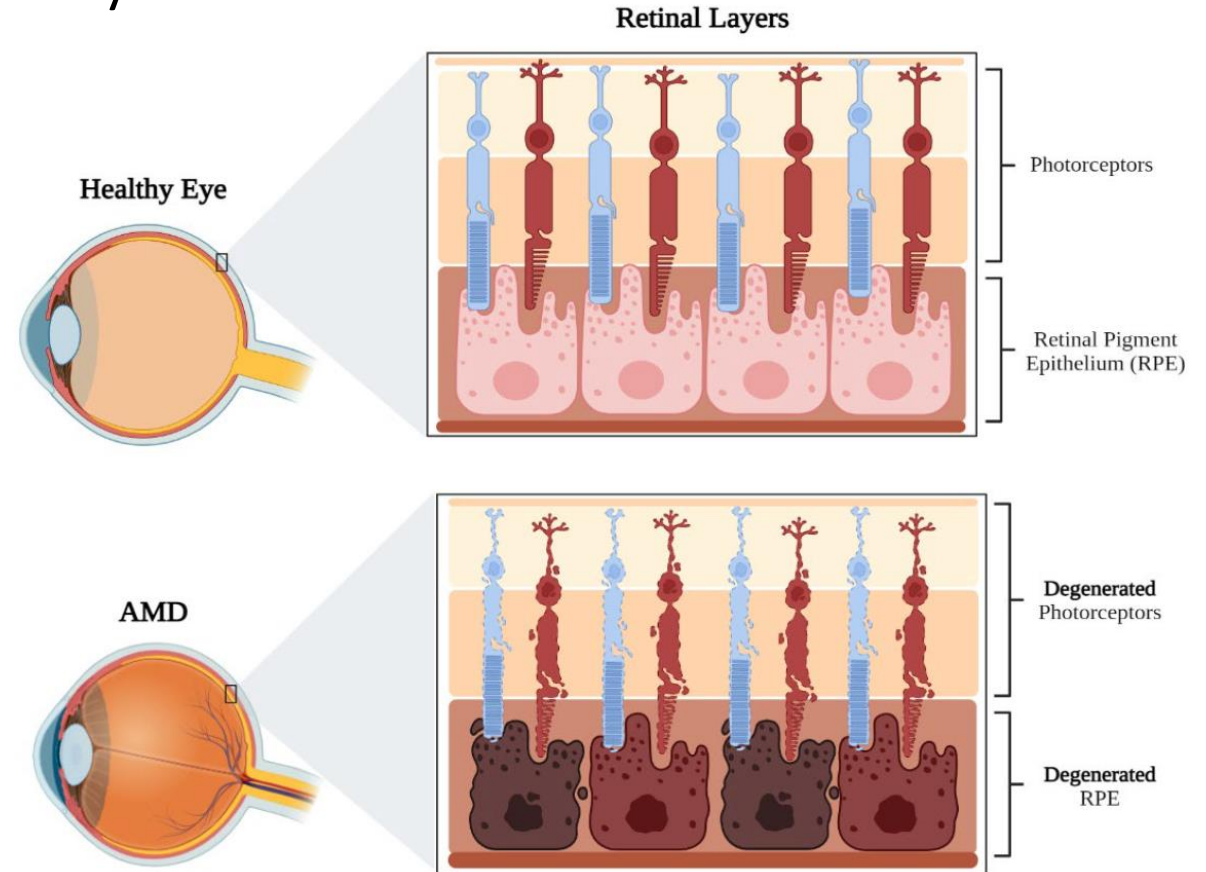 Retinal Layers
Healthy Eye
Photorceptors
Retinal Pigment
Epithelium (RPE)
AMD
Degenerated
Photorceptors
Degenerated
RPE